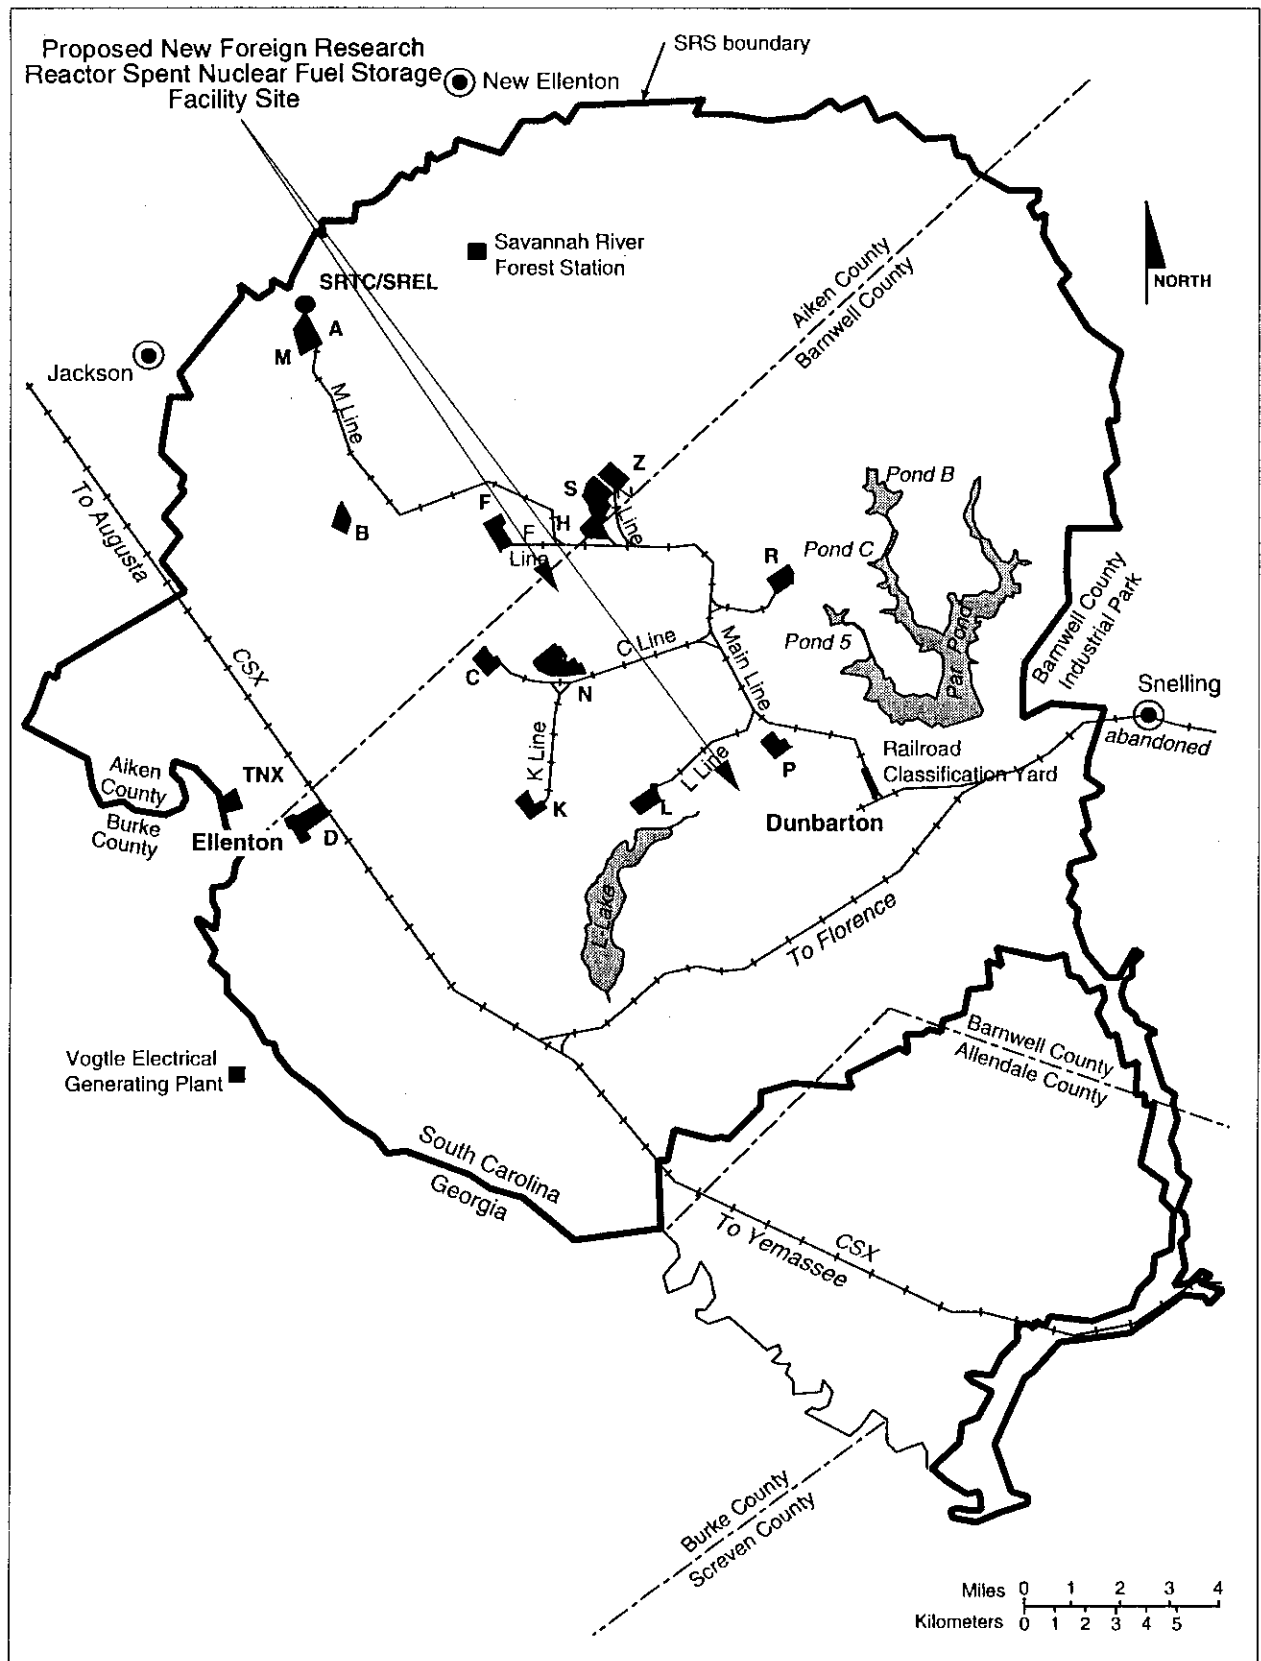 Proposed New Foreign Research
Reactor Spent Nuclear Fuel Storage
Facility Site
SRS boundary
New Ellenton
Savannah River
Forest Station
Aiken County
Barnwell County
NORTH
SRTC/SREL
A
M
Jackson
M Line
To Augusta
B
F
F
Line
H
S
Z
Line
R
Pond B
Pond C
Pond 5
Par Pond
Barnwell County
Industrial Park
C Line
Main Line
CSX
C
N
K Line
K
L Line
L
P
Railroad
Classification Yard
Dunbarton
Snelling
abandoned
Aiken
County
Burke
County
TNX
Ellenton
D
L-Lake
To Florence
Vogtle Electrical
Generating Plant
South Carolina
Georgia
Barnwell County
Allendale County
CSX
To Yemassee
Burke County
Screven County
Miles 0 1 2 3 4
Kilometers 0 1 2 3 4 5